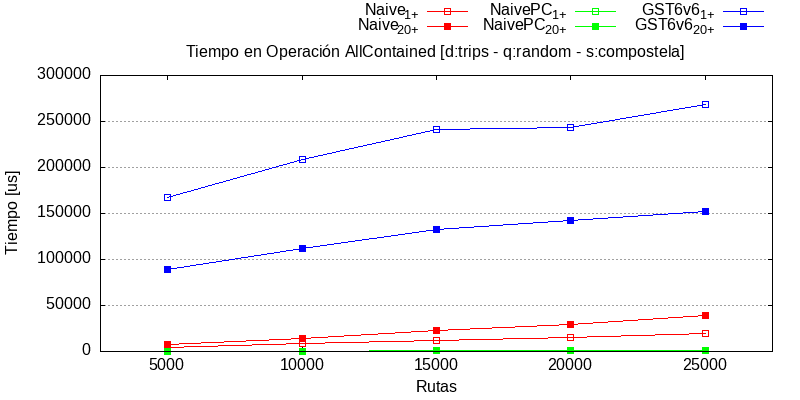 Naive1+ NaivePC1+ GST6v61+
Naive20+ NaivePC20+ GST6v620+
Tiempo en Operación AllContained [d:trips - q:random - s:compostela]
300000
250000
200000
150000
100000
50000
0
Tiempo [us]
5000 10000 15000 20000 25000
Rutas